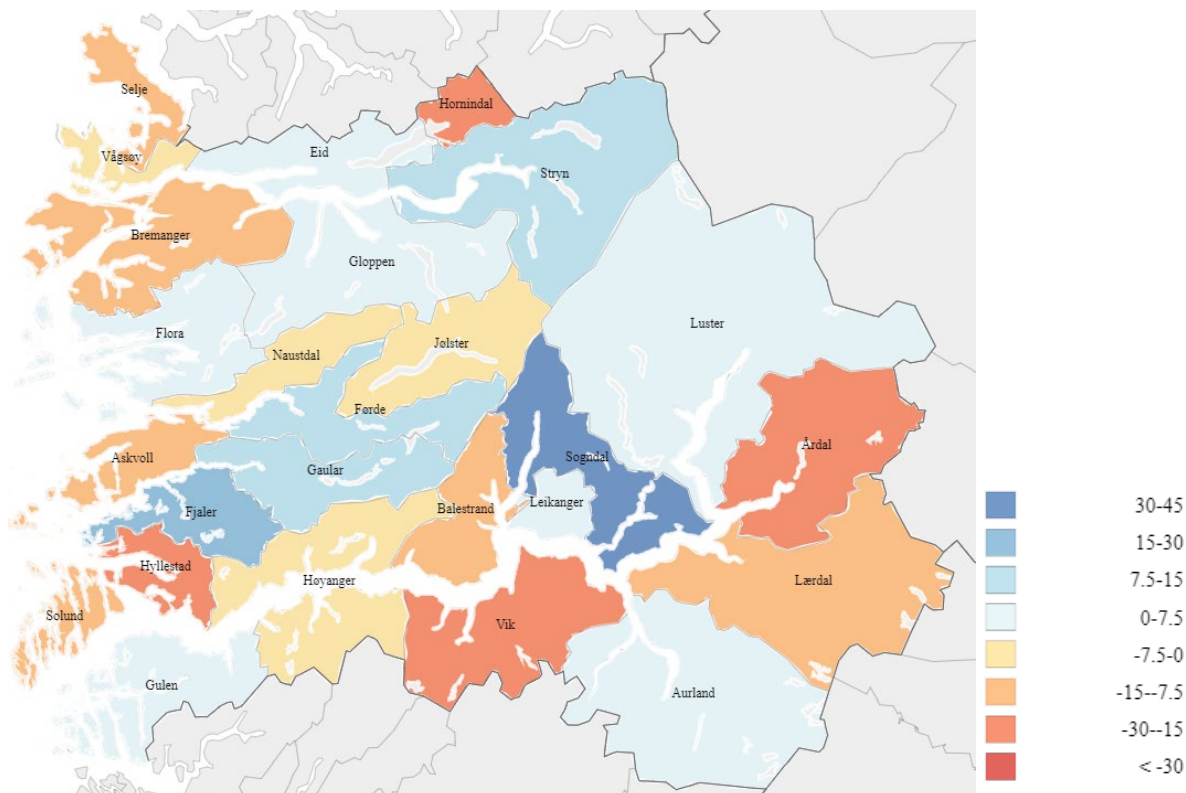 Selje
Hornindal
Vågsøy
Eid
Stryn
Bremanger
Gloppen
Flora
Luster
Naustdal
Jølster
Førde
Årdal
Askvoll
Sogndal
Gaular
Leikanger
Balestrand
Fjaler
Hyllestad
Høyanger
Lærdal
Solund
Vik
Gulen
Aurland
30-45
15-30
7.5-15
0-7.5
-7.5-0
-15--7.5
-30--15
< -30